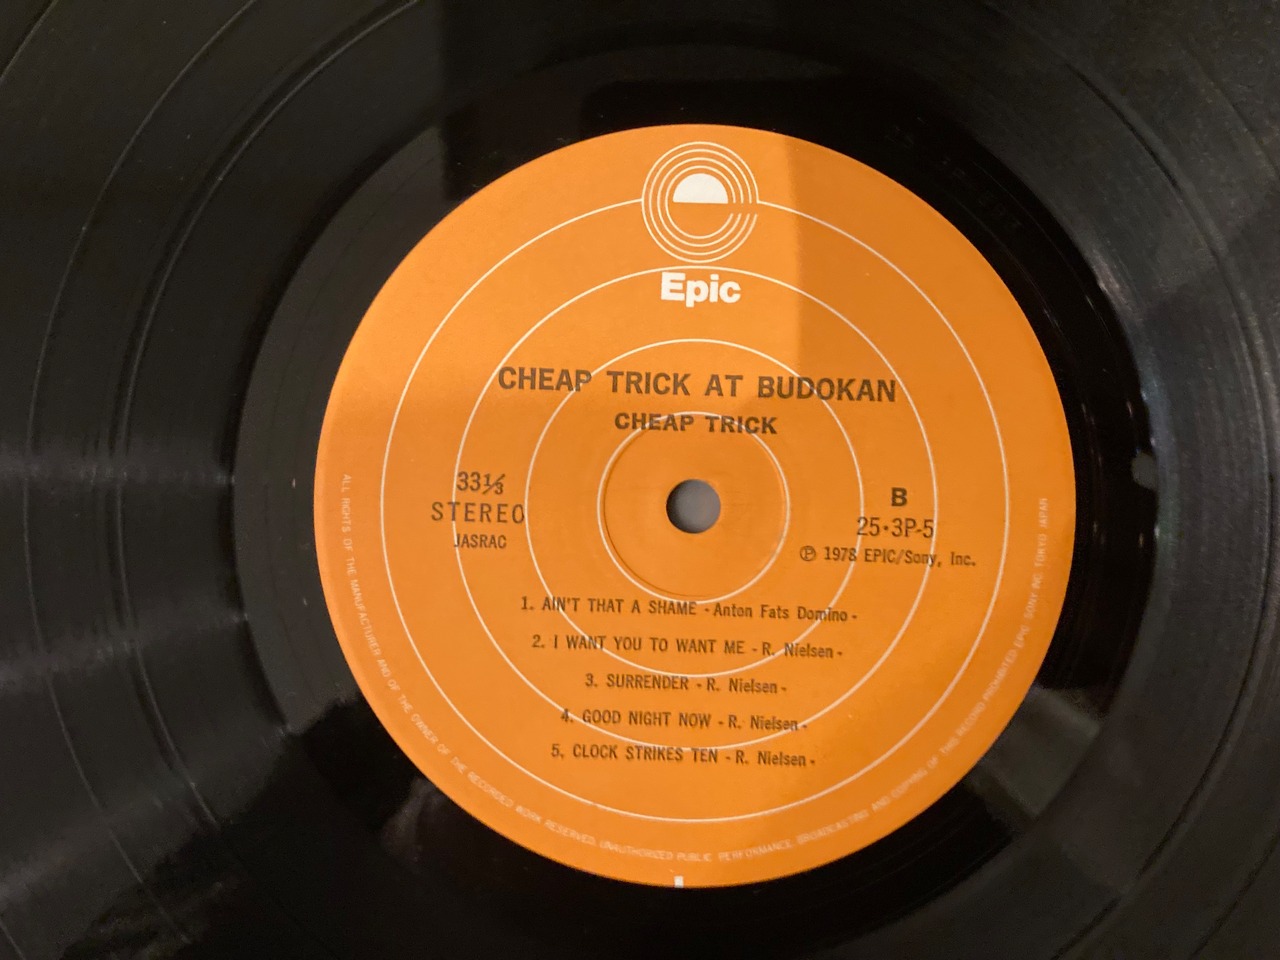 Epic
CHEAP TRICK AT BUDOKAN
CHEAP TRICK
33⅓
STEREO
JASRAC
B
25・3P-5
℗ 1978 EPIC/Sony, Inc.
1. AIN'T THAT A SHAME - Anton Fats Domino -
2. I WANT YOU TO WANT ME - R. Nielsen -
3. SURRENDER - R. Nielsen -
4. GOOD NIGHT NOW - R. Nielsen -
5. CLOCK STRIKES TEN - R. Nielsen -
ALL RIGHTS OF THE MANUFACTURER AND OF THE OWNER OF THE RECORDED WORK RESERVED. UNAUTHORIZED PUBLIC PERFORMANCE, BROADCASTING AND COPYING OF THIS RECORD PROHIBITED EPIC SONY INC. TOKYO JAPAN